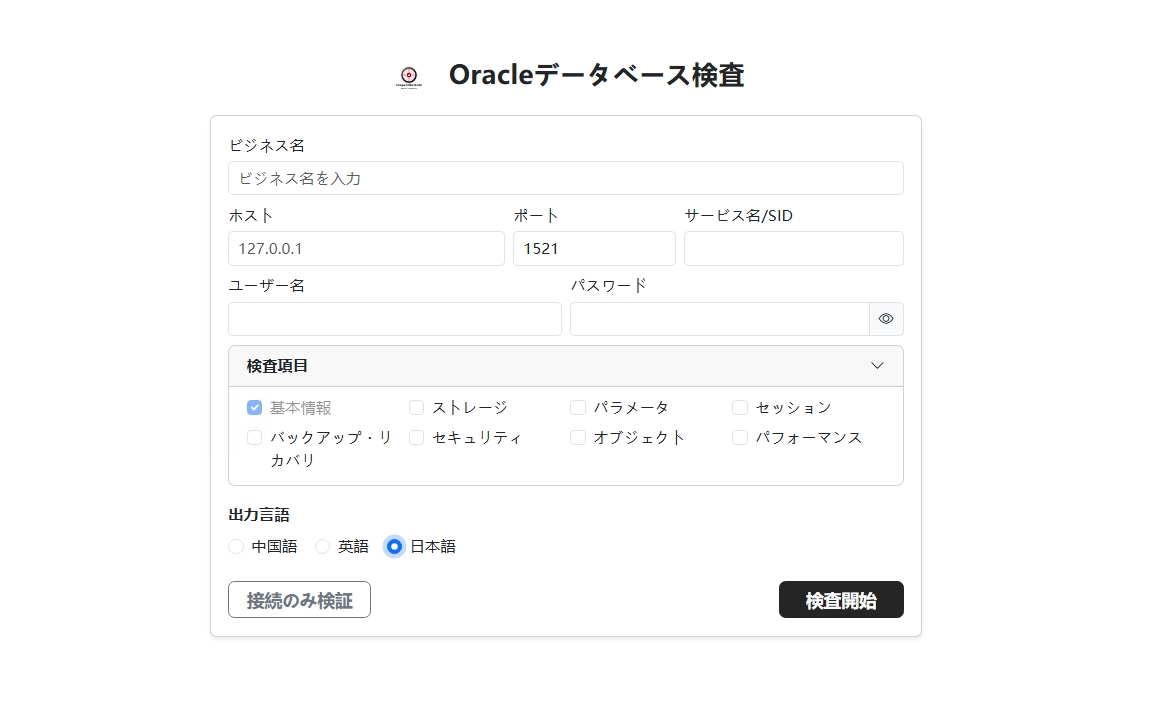 Oracleデータベース検査
ビジネス名
ビジネス名を入力
ホスト ポート サービス名/SID
127.0.0.1 1521
ユーザー名 パスワード
検査項目
基本情報 ストレージ パラメータ セッション
バックアップ・リ セキュリティ オブジェクト パフォーマンス
カバリ
出力言語
中国語 英語 日本語
接続のみ検証 検査開始